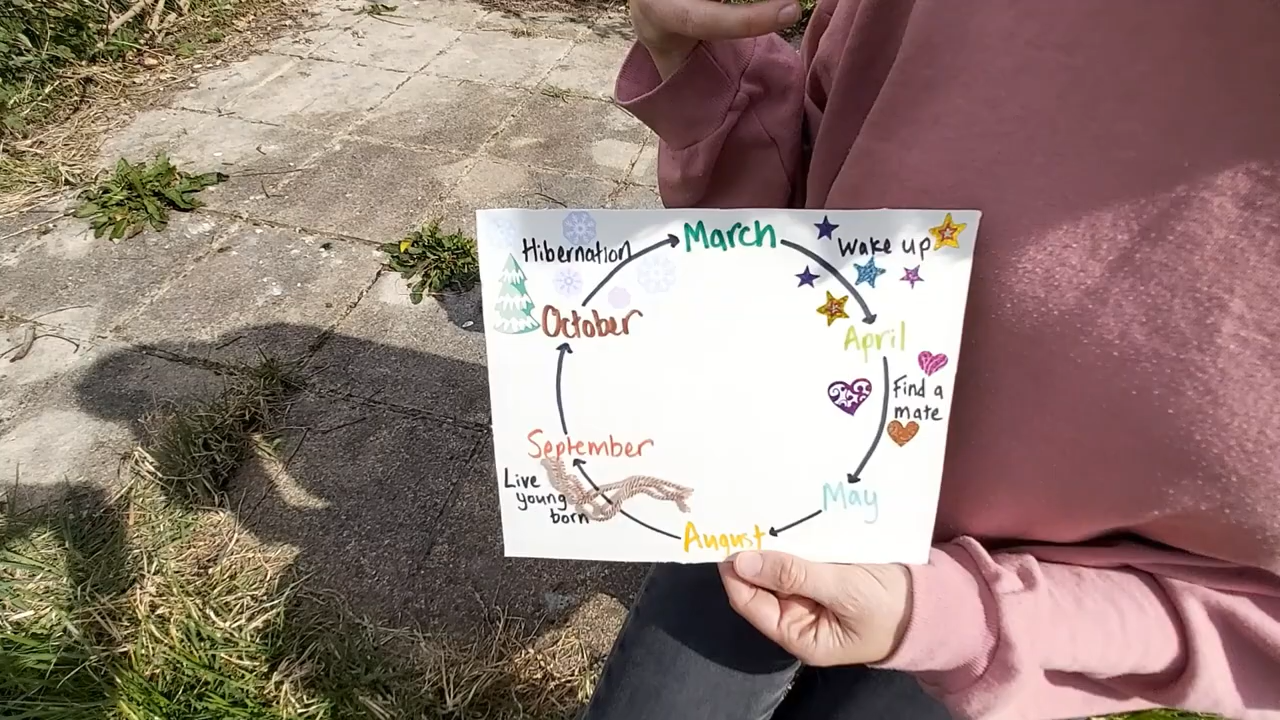 March
Wake up
April
Find a
mate
May
August
Live
young
born
September
October
Hibernation